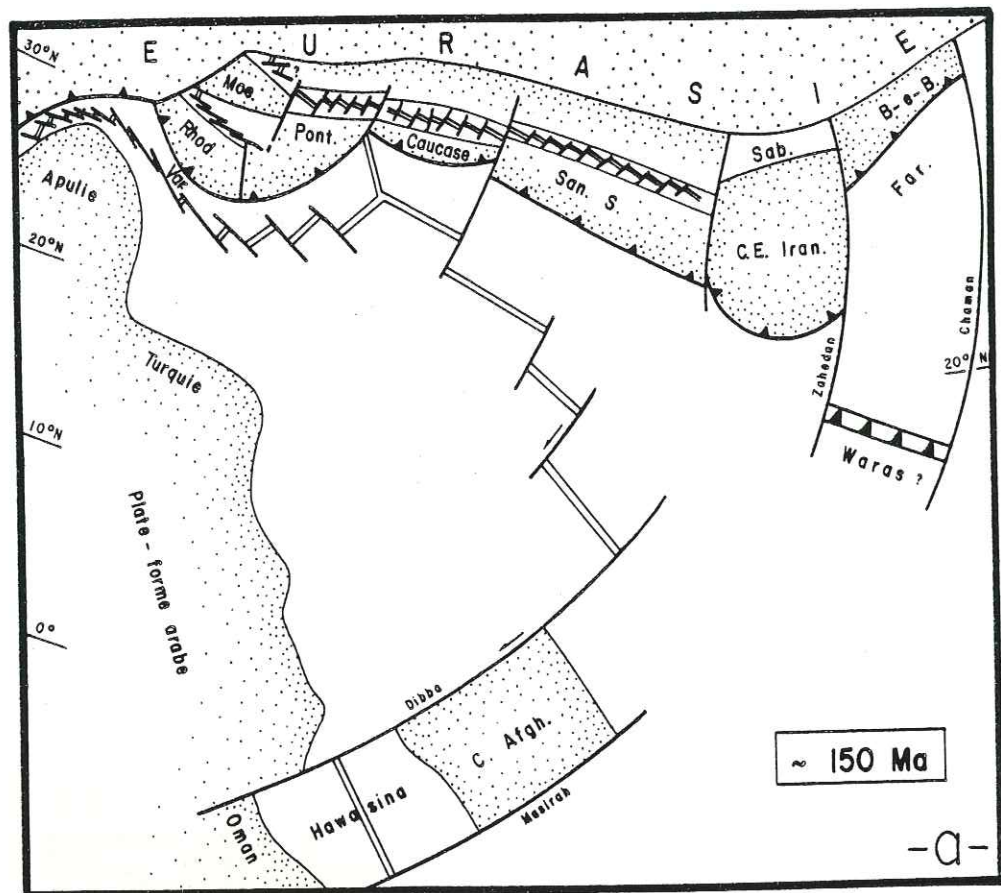 E U R A S I E
30°N
Moe.
?
B.-e-B.
Rhod
Pont.
Caucase
Sab.
Apulie
Var.
San. S.
Far.
20°N
C.E. Iran.
Chaman
Turquie
Zahedan
20° N
10°N
Waras ?
Plate-forme arabe
0°
Dibba
C. Afgh.
~ 150 Ma
Hawasina
Masirah
Oman
-a-